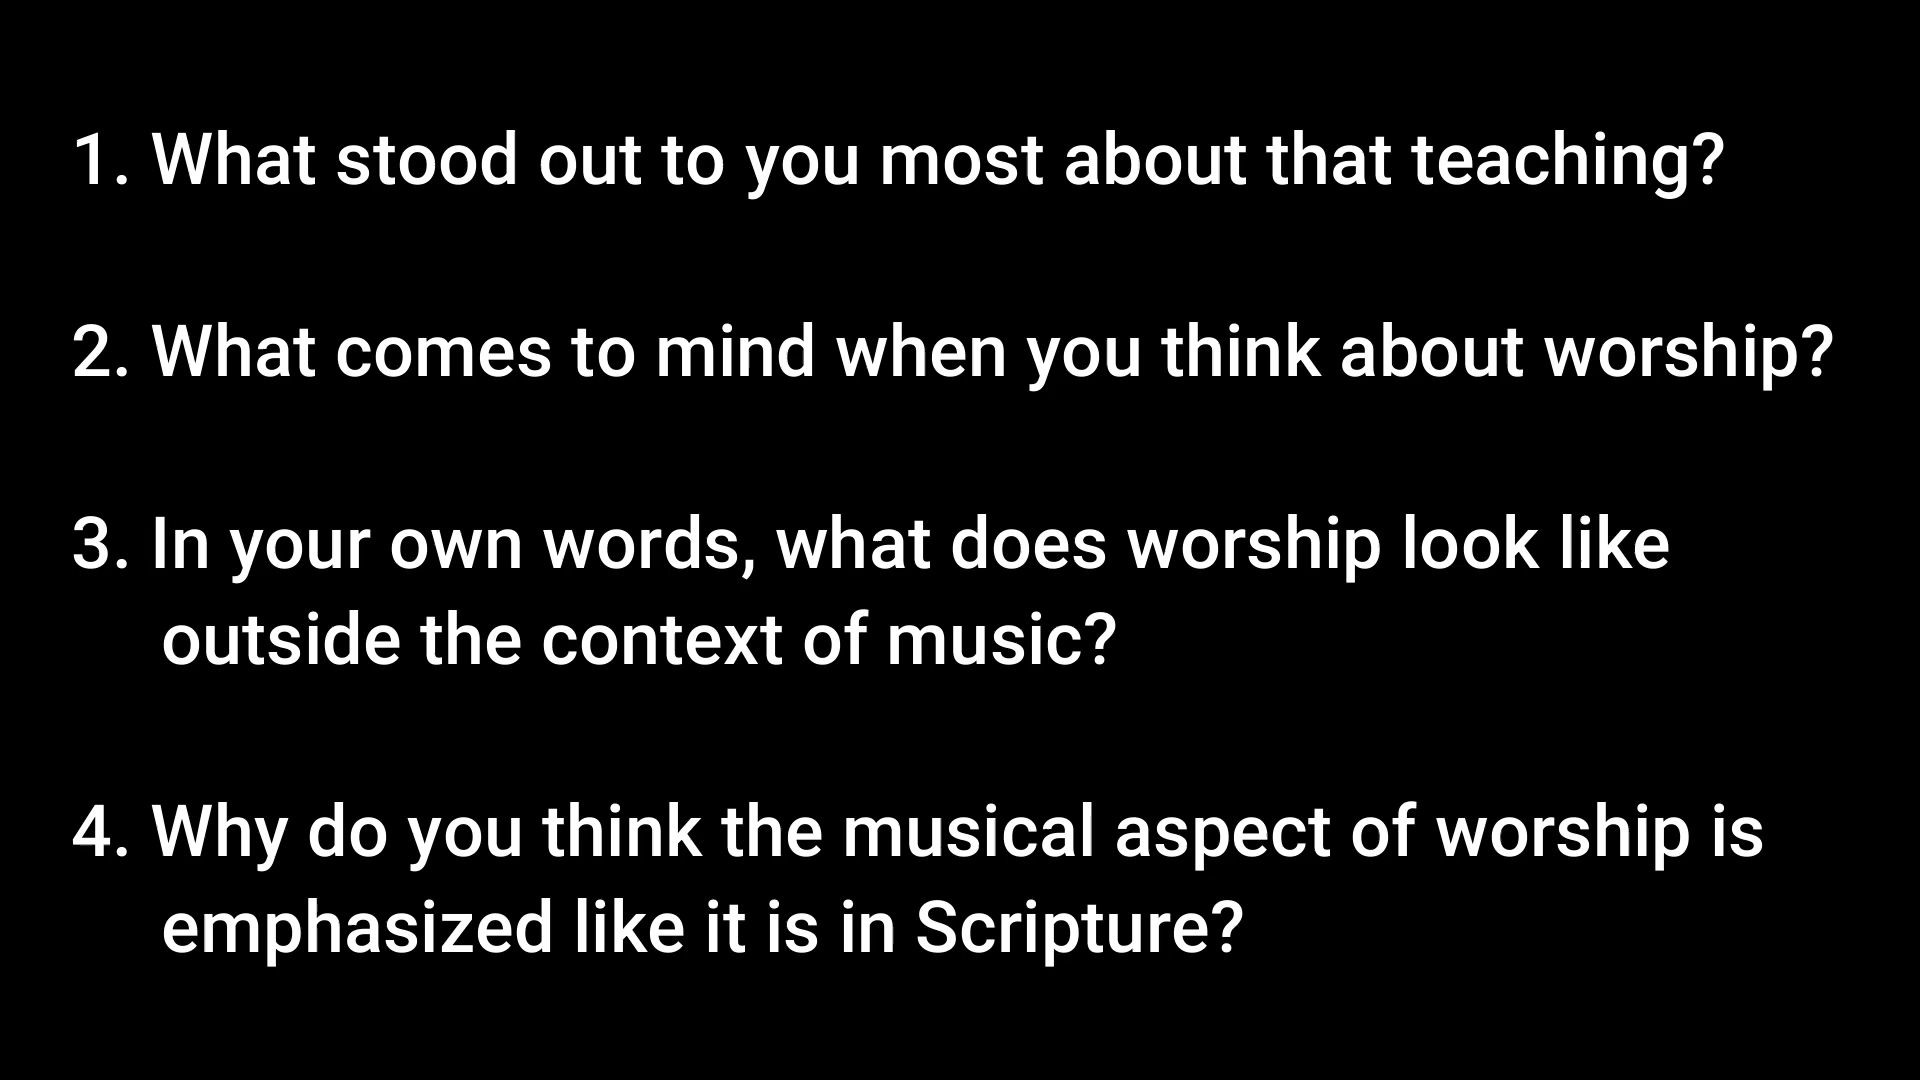 1. What stood out to you most about that teaching?
2. What comes to mind when you think about worship?
3. In your own words, what does worship look like
outside the context of music?
4. Why do you think the musical aspect of worship is
emphasized like it is in Scripture?